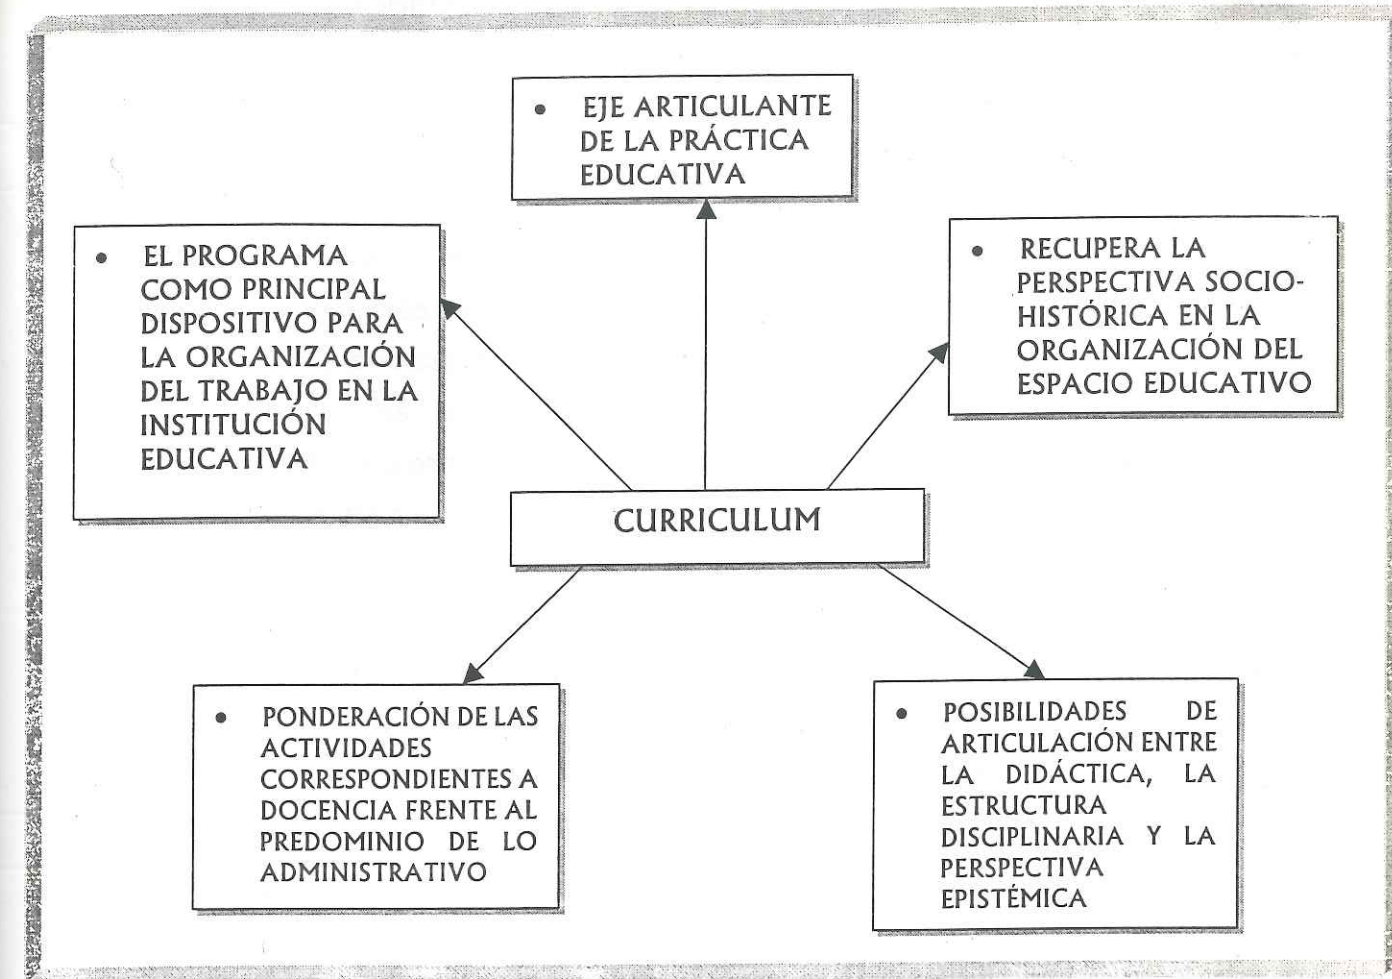 • EJE ARTICULANTE
DE LA PRÁCTICA
EDUCATIVA
• EL PROGRAMA
COMO PRINCIPAL
DISPOSITIVO PARA
LA ORGANIZACIÓN
DEL TRABAJO EN LA
INSTITUCIÓN
EDUCATIVA
• RECUPERA LA
PERSPECTIVA SOCIO-
HISTÓRICA EN LA
ORGANIZACIÓN DEL
ESPACIO EDUCATIVO
CURRICULUM
• PONDERACIÓN DE LAS
ACTIVIDADES
CORRESPONDIENTES A
DOCENCIA FRENTE AL
PREDOMINIO DE LO
ADMINISTRATIVO
• POSIBILIDADES DE
ARTICULACIÓN ENTRE
LA DIDÁCTICA, LA
ESTRUCTURA
DISCIPLINARIA Y LA
PERSPECTIVA
EPISTÉMICA